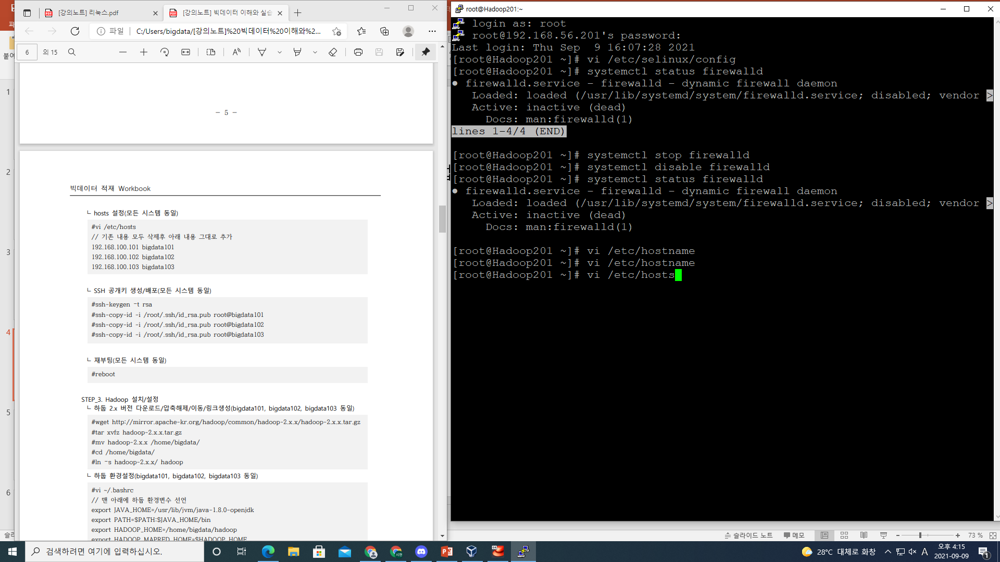 [강의노트] 리눅스.pdf
[강의노트] 빅데이터 이해와 실습
파일
C:/Users/bigdata/[강의노트]%20빅데이터%20이해와%2...
6 의 15
붙여
1
2
3
4
5
6
슬라
- 5 -
빅데이터 적재 Workbook
ㄴ hosts 설정(모든 시스템 동일)
#vi /etc/hosts
// 기존 내용 모두 삭제후 아래 내용 그대로 추가
192.168.100.101 bigdata101
192.168.100.102 bigdata102
192.168.100.103 bigdata103
ㄴ SSH 공개키 생성/배포(모든 시스템 동일)
#ssh-keygen -t rsa
#ssh-copy-id -i /root/.ssh/id_rsa.pub root@bigdata101
#ssh-copy-id -i /root/.ssh/id_rsa.pub root@bigdata102
#ssh-copy-id -i /root/.ssh/id_rsa.pub root@bigdata103
ㄴ 재부팅(모든 시스템 동일)
#reboot
STEP_3. Hadoop 설치/설정
ㄴ 하둡 2.x 버전 다운로드/압축해제/이동/링크생성(bigdata101, bigdata102, bigdata103 동일)
#wget http://mirror.apache-kr.org/hadoop/common/hadoop-2.x.x/hadoop-2.x.x.tar.gz
#tar xvfz hadoop-2.x.x.tar.gz
#mv hadoop-2.x.x /home/bigdata/
#cd /home/bigdata/
#ln -s hadoop-2.x.x/ hadoop
ㄴ 하둡 환경설정(bigdata101, bigdata102, bigdata103 동일)
#vi ~/.bashrc
// 맨 아래에 하둡 환경변수 선언
export JAVA_HOME=/usr/lib/jvm/java-1.8.0-openjdk
export PATH=$PATH:$JAVA_HOME/bin
export HADOOP_HOME=/home/bigdata/hadoop
export HADOOP_MAPRED_HOME=$HADOOP_HOME
root@Hadoop201:~
login as: root
root@192.168.56.201's password:
Last login: Thu Sep  9 16:07:28 2021
[root@Hadoop201 ~]# vi /etc/selinux/config
[root@Hadoop201 ~]# systemctl status firewalld
● firewalld.service - firewalld - dynamic firewall daemon
Loaded: loaded (/usr/lib/systemd/system/firewalld.service; disabled; vendor >
Active: inactive (dead)
Docs: man:firewalld(1)
lines 1-4/4 (END)
[root@Hadoop201 ~]# systemctl stop firewalld
[root@Hadoop201 ~]# systemctl disable firewalld
[root@Hadoop201 ~]# systemctl status firewalld
● firewalld.service - firewalld - dynamic firewall daemon
Loaded: loaded (/usr/lib/systemd/system/firewalld.service; disabled; vendor >
Active: inactive (dead)
Docs: man:firewalld(1)
[root@Hadoop201 ~]# vi /etc/hostname
[root@Hadoop201 ~]# vi /etc/hostname
[root@Hadoop201 ~]# vi /etc/hosts
슬라이드 노트 메모 73 %
검색하려면 여기에 입력하십시오.
28°C 대체로 화창
A
오후 4:15
2021-09-09
1